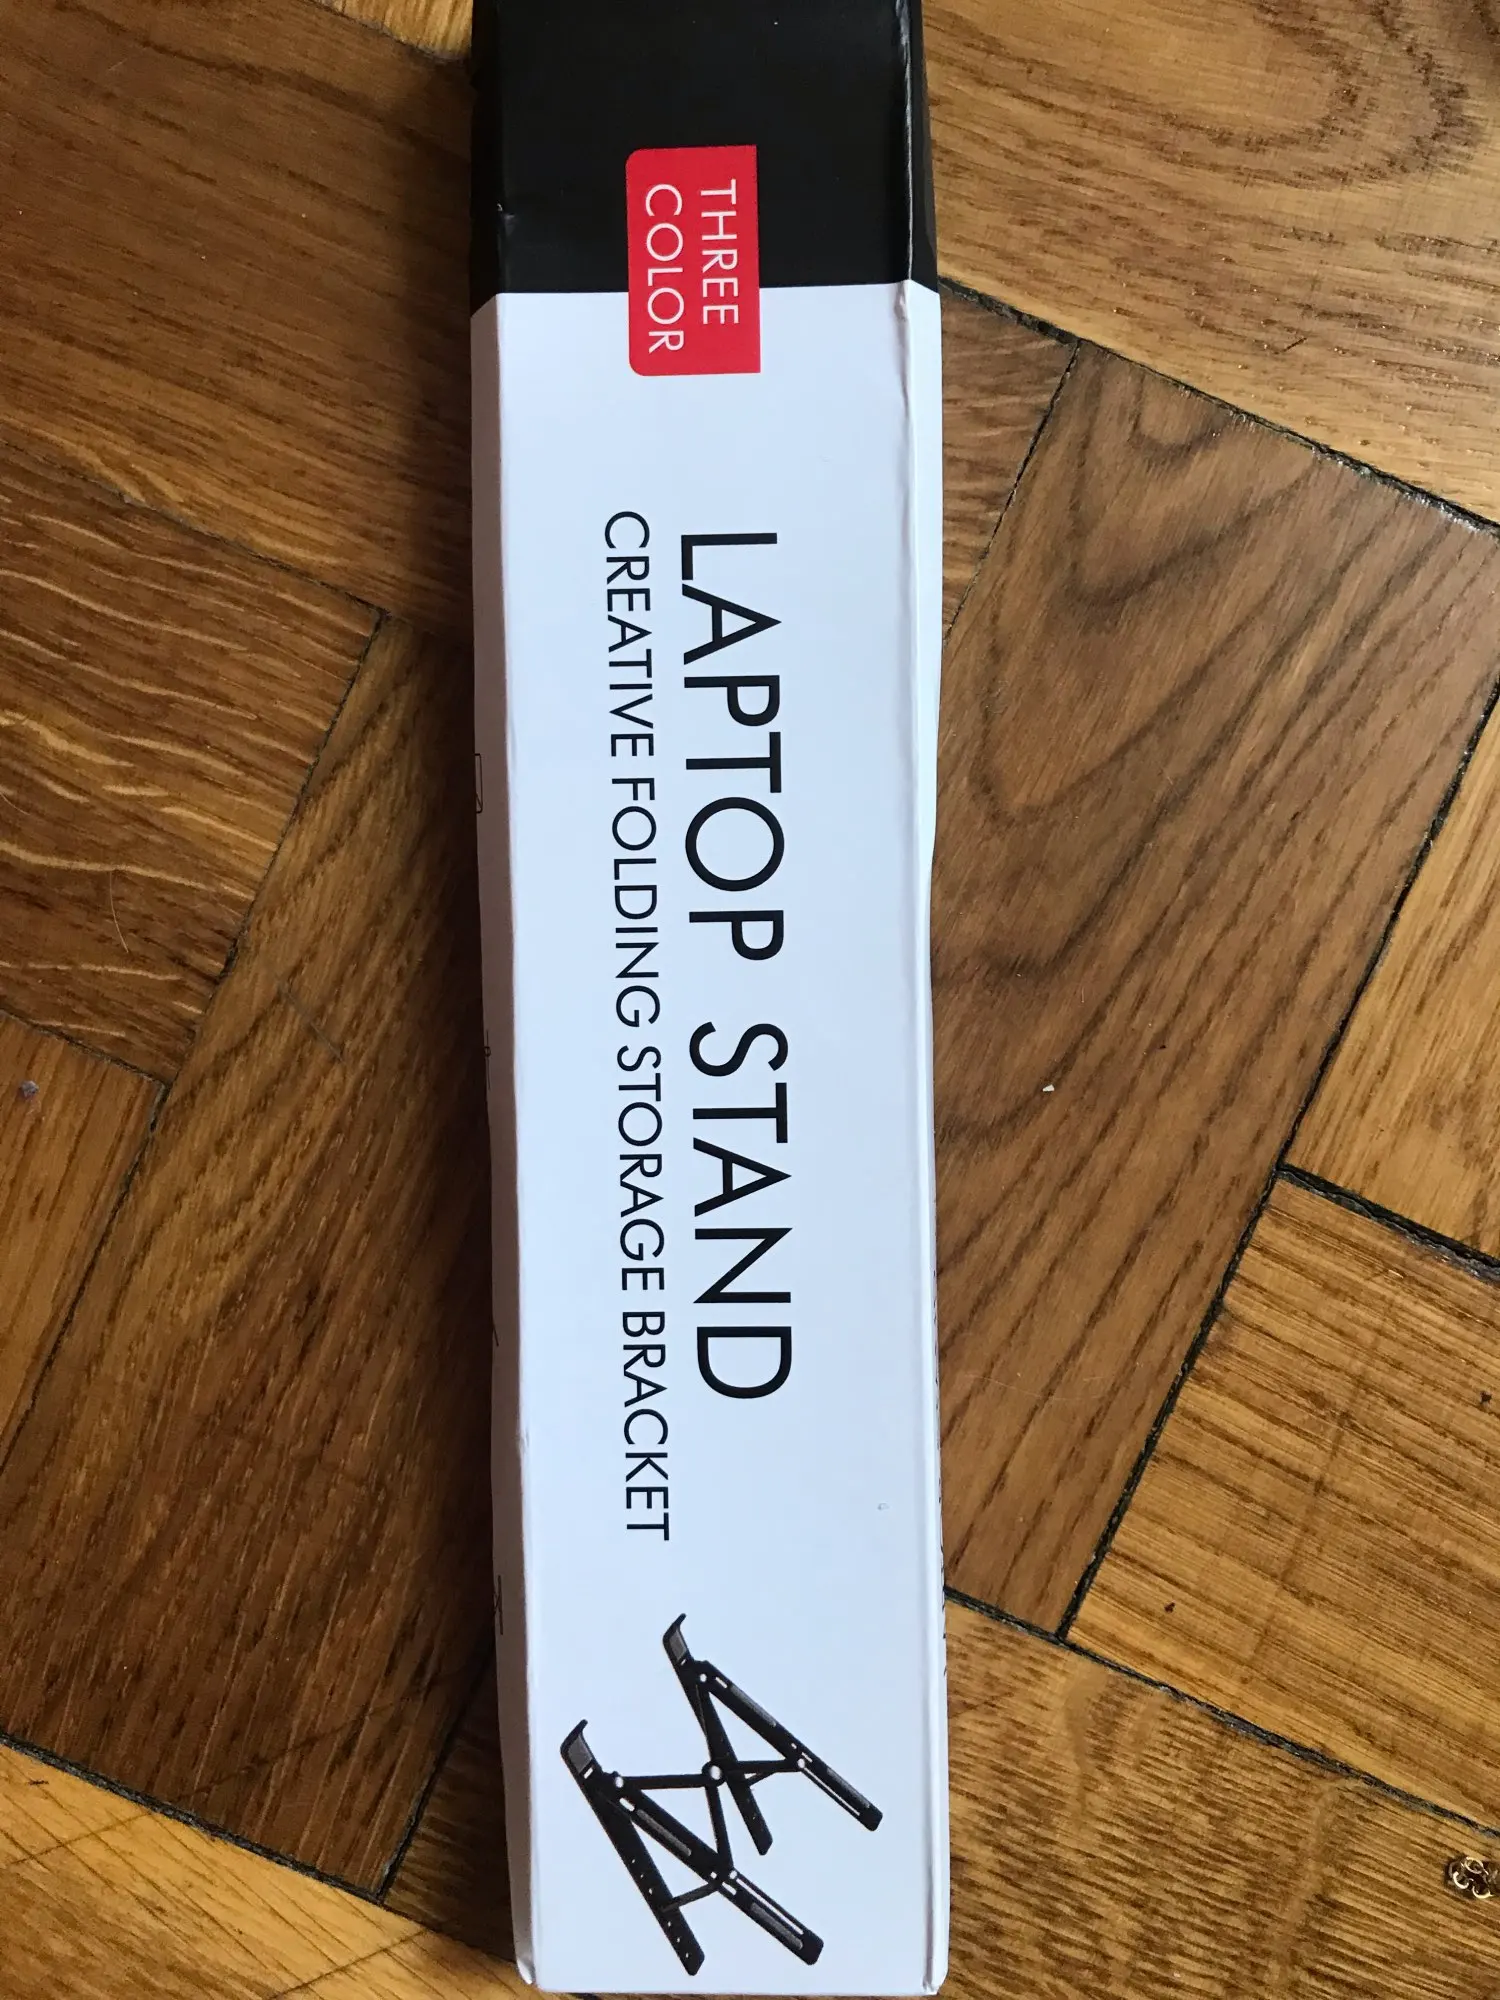 THREE
COLOR
LAPTOP STAND
CREATIVE FOLDING STORAGE BRACKET